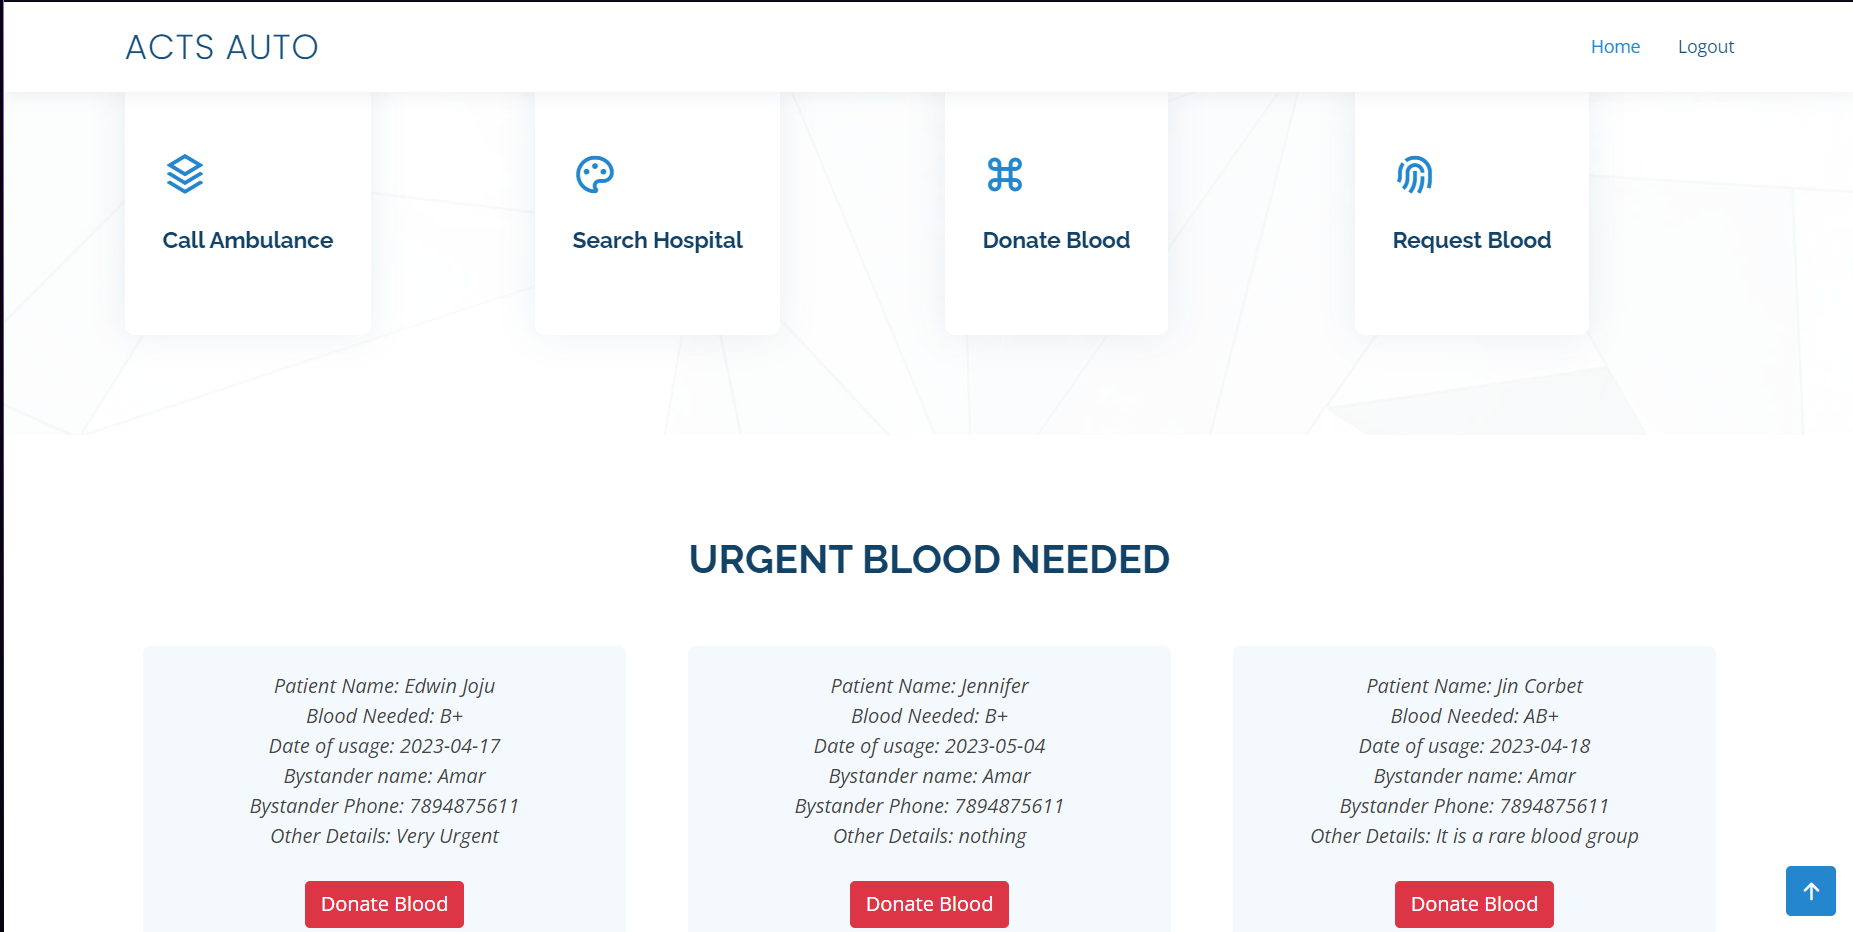 ACTS AUTO
Home
Logout
Call Ambulance
Search Hospital
Donate Blood
Request Blood
URGENT BLOOD NEEDED
Patient Name: Edwin Joju
Blood Needed: B+
Date of usage: 2023-04-17
Bystander name: Amar
Bystander Phone: 7894875611
Other Details: Very Urgent
Donate Blood
Patient Name: Jennifer
Blood Needed: B+
Date of usage: 2023-05-04
Bystander name: Amar
Bystander Phone: 7894875611
Other Details: nothing
Donate Blood
Patient Name: Jin Corbet
Blood Needed: AB+
Date of usage: 2023-04-18
Bystander name: Amar
Bystander Phone: 7894875611
Other Details: It is a rare blood group
Donate Blood